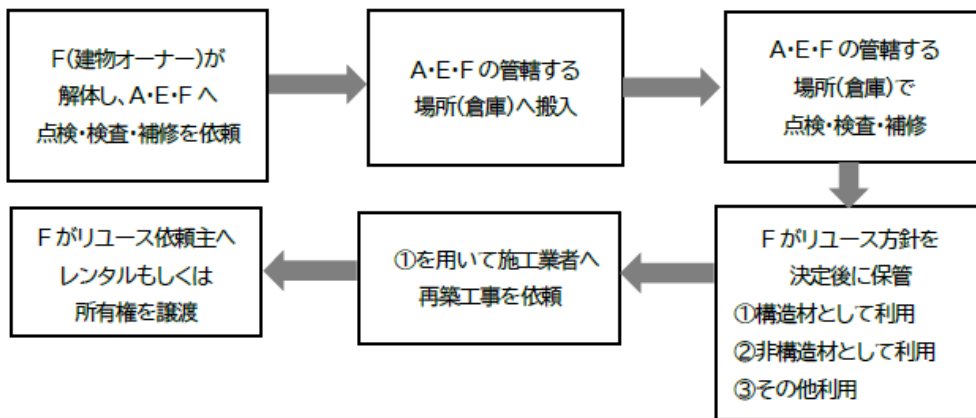 F(建物オーナー)が
解体し、A・E・Fへ
点検・検査・補修を依頼
A・E・Fの管轄する
場所(倉庫)へ搬入
A・E・Fの管轄する
場所(倉庫)で
点検・検査・補修
Fがリユース方針を
決定後に保管
①構造材として利用
②非構造材として利用
③その他利用
①を用いて施工業者へ
再築工事を依頼
Fがリユース依頼主へ
レンタルもしくは
所有権を譲渡